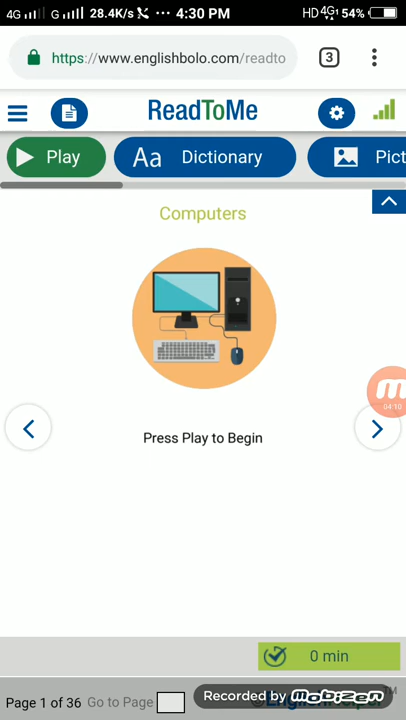 4G G 28.4K/s ... 4:30 PM HD 4G 54%
https://www.englishbolo.com/readto 3
ReadToMe
Play Aa Dictionary Pict
Computers
04:10
Press Play to Begin
0 min
Recorded by Mobizen
Page 1 of 36 Go to Page TM